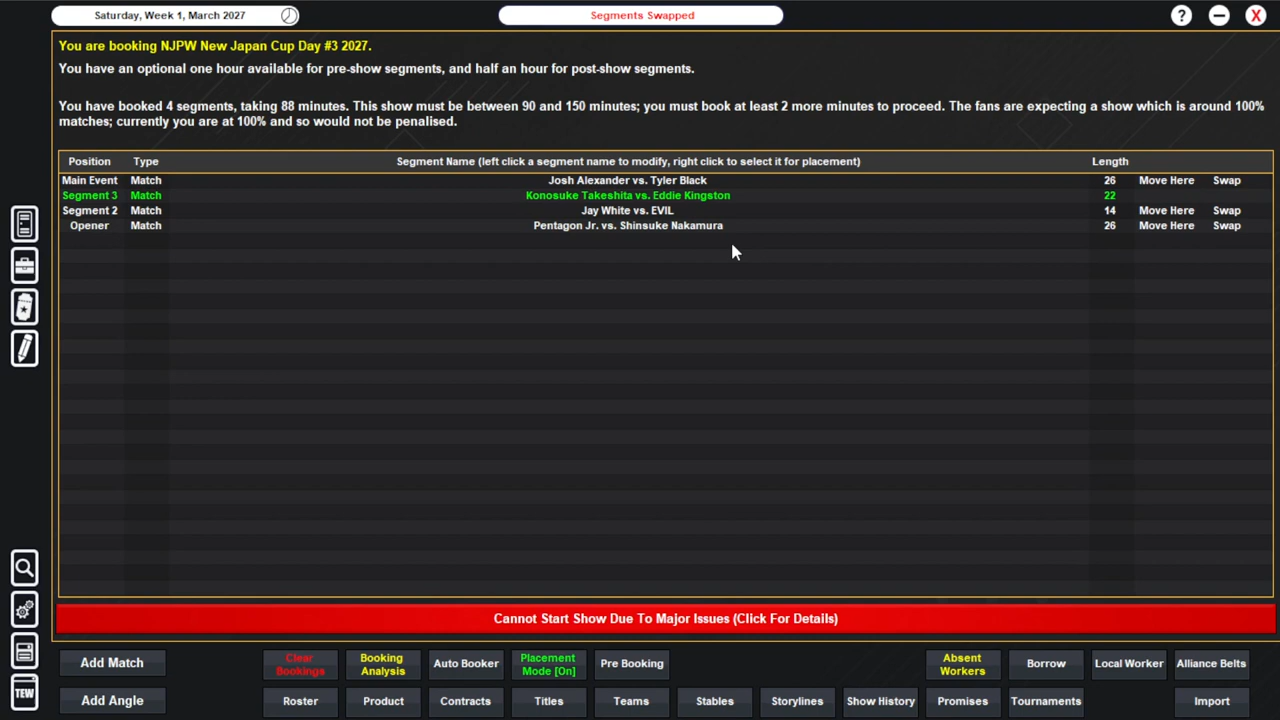 Saturday, Week 1, March 2027
Segments Swapped
?
X
You are booking NJPW New Japan Cup Day #3 2027.
You have an optional one hour available for pre-show segments, and half an hour for post-show segments.
You have booked 4 segments, taking 88 minutes. This show must be between 90 and 150 minutes; you must book at least 2 more minutes to proceed. The fans are expecting a show which is around 100%
matches; currently you are at 100% and so would not be penalised.
Position Type Segment Name (left click a segment name to modify, right click to select it for placement) Length
Main Event Match Josh Alexander vs. Tyler Black 26 Move Here Swap
Segment 3 Match Konosuke Takeshita vs. Eddie Kingston 22
Segment 2 Match Jay White vs. EVIL 14 Move Here Swap
Opener Match Pentagon Jr. vs. Shinsuke Nakamura 26 Move Here Swap
Cannot Start Show Due To Major Issues (Click For Details)
Add Match
Clear
Bookings
Booking
Analysis
Auto Booker
Placement
Mode [On]
Pre Booking
Absent
Workers
Borrow
Local Worker
Alliance Belts
TEW
Add Angle
Roster
Product
Contracts
Titles
Teams
Stables
Storylines
Show History
Promises
Tournaments
Import